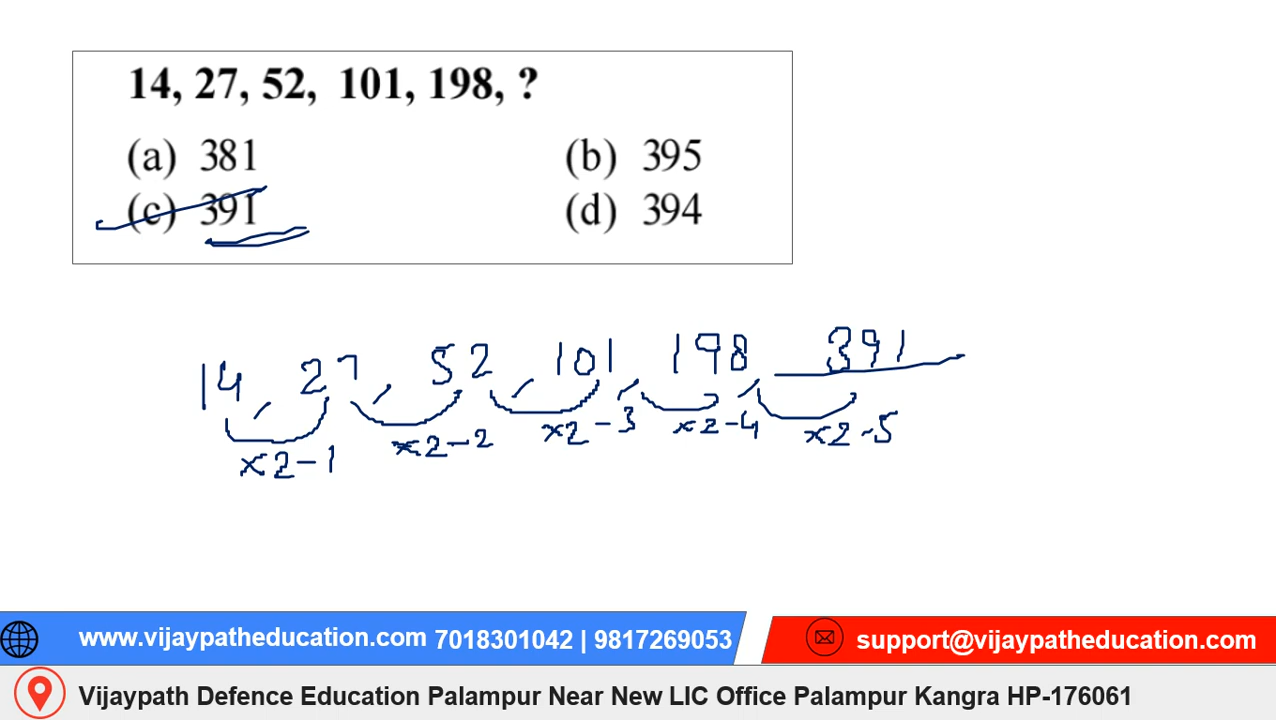 14, 27, 52, 101, 198, ?
(a) 381 (b) 395
(c) 391 (d) 394
14, 27, 52, 101, 198, 391
×2-1 ×2-2 ×2-3 ×2-4 ×2-5
www.vijaypatheducation.com 7018301042 | 9817269053 support@vijaypatheducation.com
Vijaypath Defence Education Palampur Near New LIC Office Palampur Kangra HP-176061